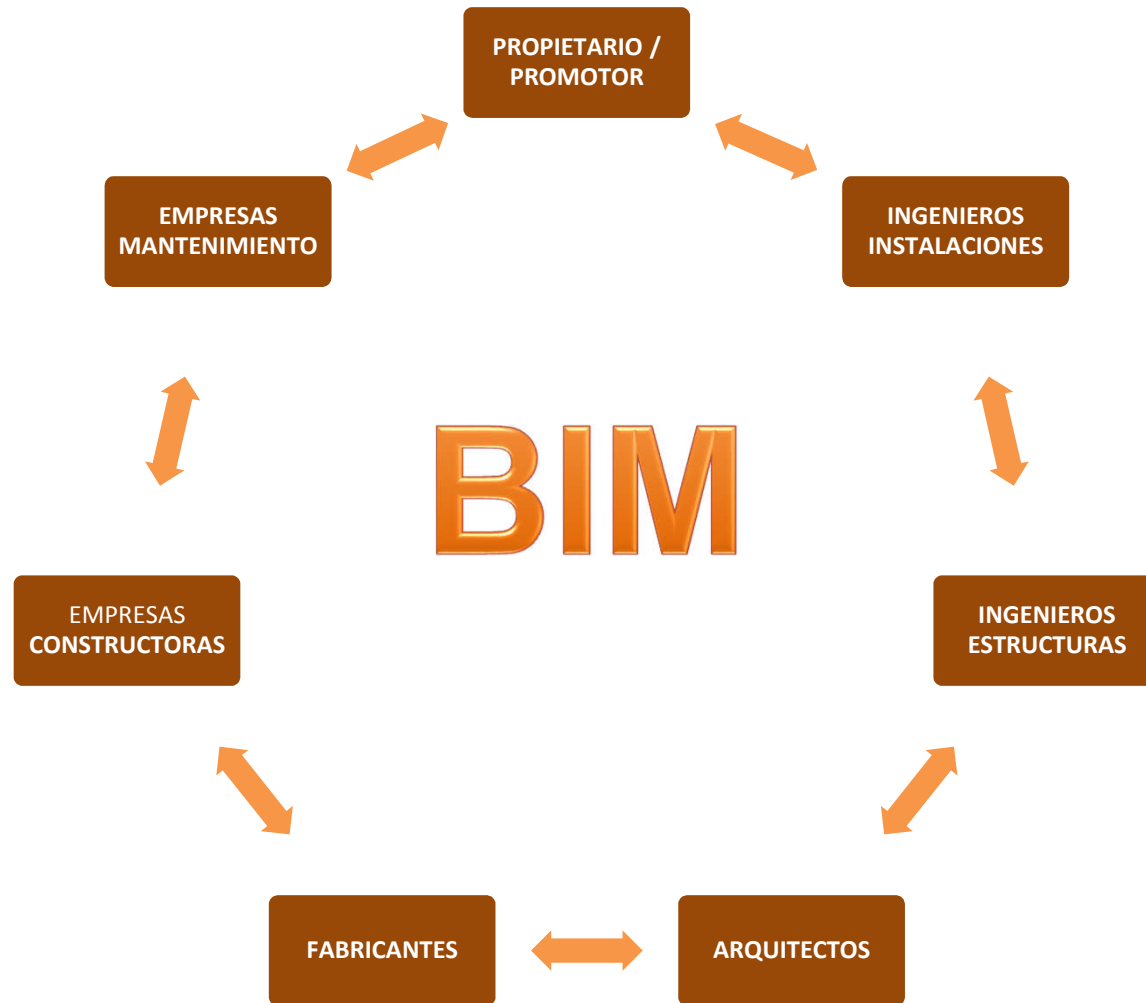 PROPIETARIO /
PROMOTOR
EMPRESAS
MANTENIMIENTO
INGENIEROS
INSTALACIONES
BIM
EMPRESAS
CONSTRUCTORAS
INGENIEROS
ESTRUCTURAS
FABRICANTES
ARQUITECTOS